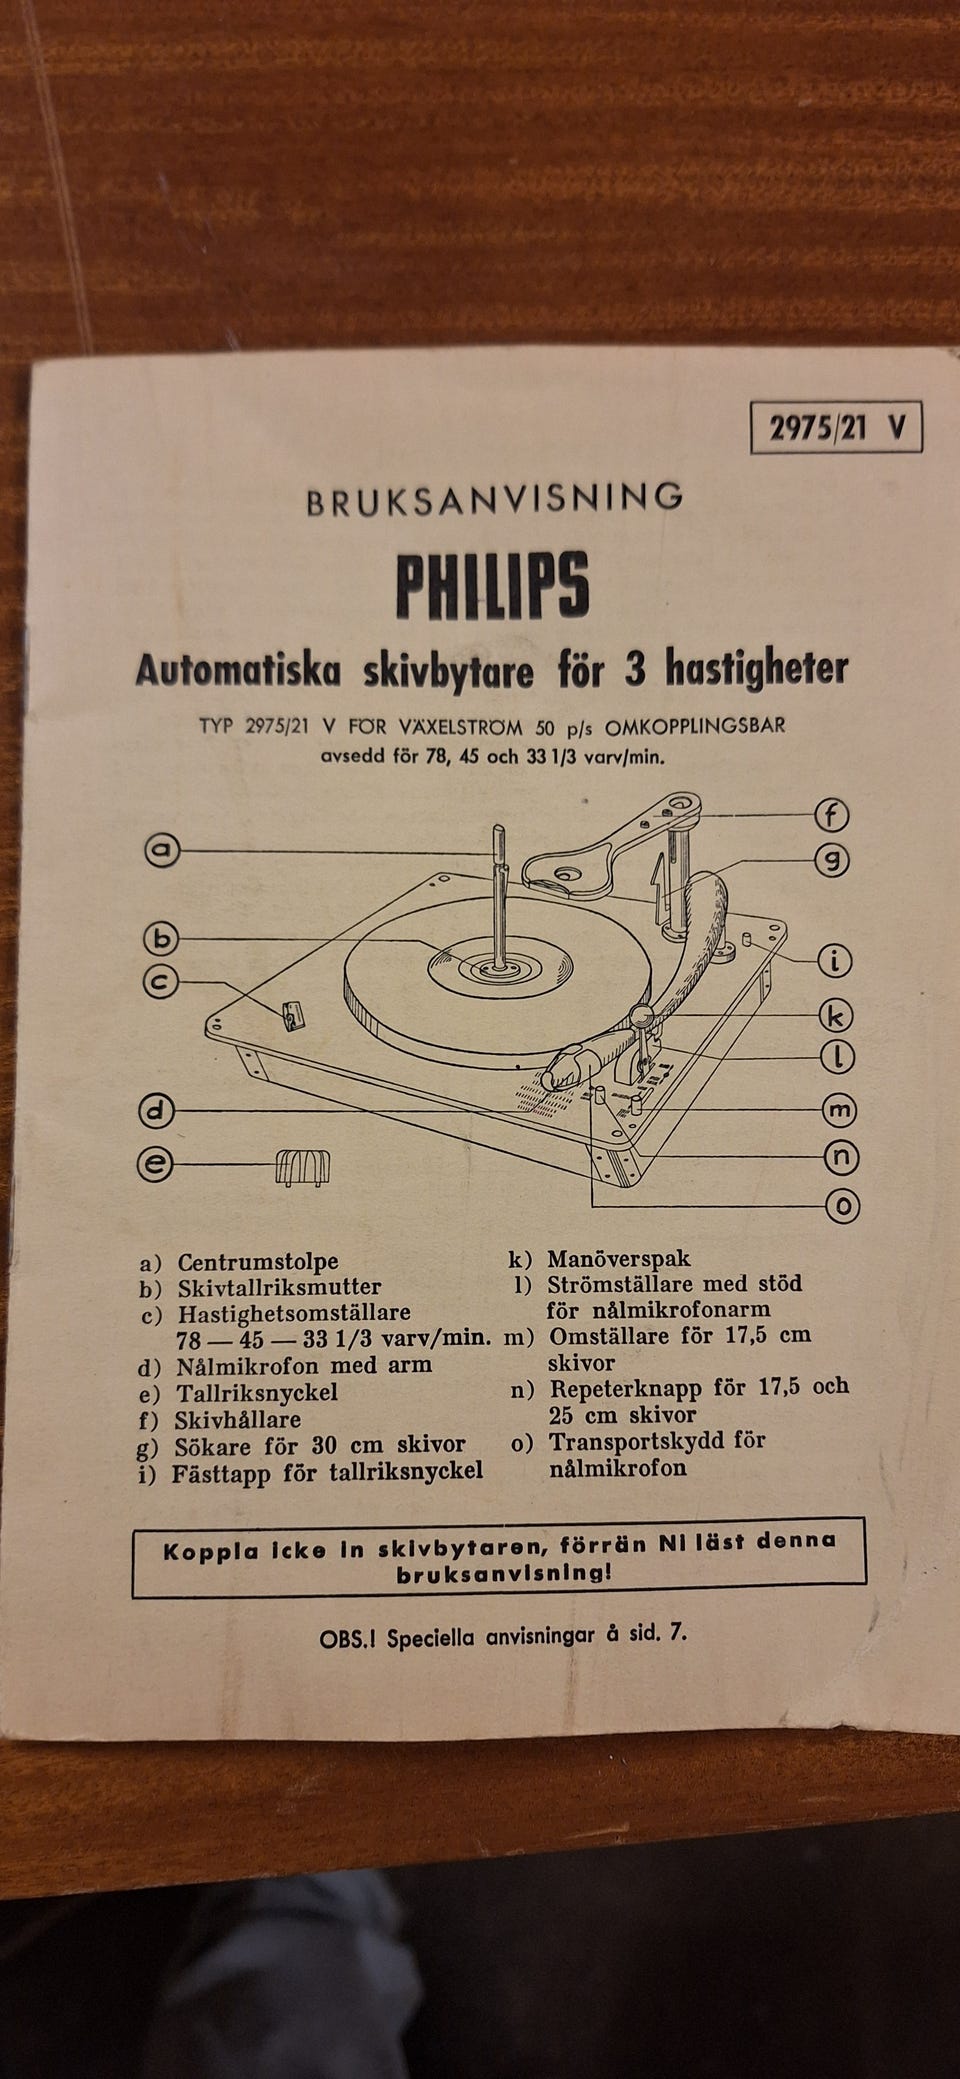 2975/21 V
BRUKSANVISNING
PHILIPS
Automatiska skivbytare för 3 hastigheter
TYP 2975/21 V FÖR VÄXELSTRÖM 50 p/s OMKOPPLINGSBAR
avsedd för 78, 45 och 33 1/3 varv/min.
a
b
c
d
e
f
g
i
k
l
m
n
o
a) Centrumstolpe
b) Skivtallriksmutter
c) Hastighetsomställare
78 — 45 — 33 1/3 varv/min.
d) Nålmikrofon med arm
e) Tallriksnyckel
f) Skivhållare
g) Sökare för 30 cm skivor
i) Fästtapp för tallriksnyckel
k) Manöverspak
l) Strömställare med stöd
för nålmikrofonarm
m) Omställare för 17,5 cm
skivor
n) Repeterknapp för 17,5 och
25 cm skivor
o) Transportskydd för
nålmikrofon
Koppla icke in skivbytaren, förrän Ni läst denna
bruksanvisning!
OBS.! Speciella anvisningar å sid. 7.